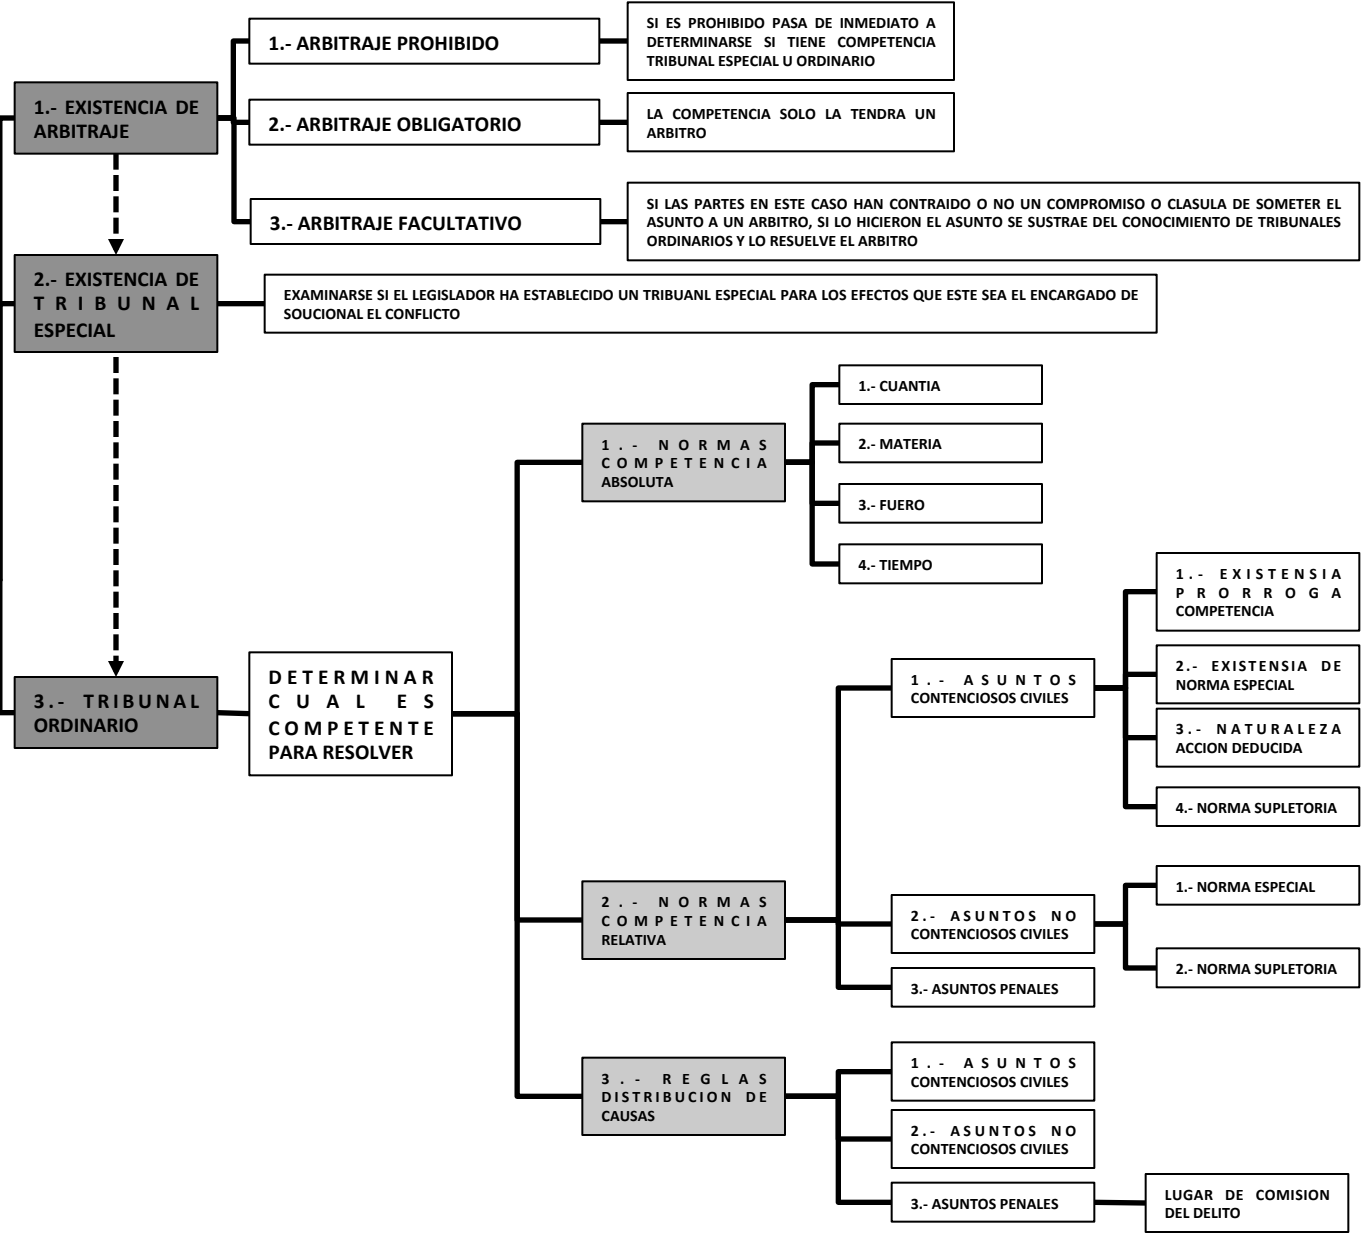 1.- EXISTENCIA DE
ARBITRAJE
1.- ARBITRAJE PROHIBIDO
SI ES PROHIBIDO PASA DE INMEDIATO A
DETERMINARSE SI TIENE COMPETENCIA
TRIBUNAL ESPECIAL U ORDINARIO
2.- ARBITRAJE OBLIGATORIO
LA COMPETENCIA SOLO LA TENDRA UN
ARBITRO
3.- ARBITRAJE FACULTATIVO
SI LAS PARTES EN ESTE CASO HAN CONTRAIDO O NO UN COMPROMISO O CLASULA DE SOMETER EL
ASUNTO A UN ARBITRO, SI LO HICIERON EL ASUNTO SE SUSTRAE DEL CONOCIMIENTO DE TRIBUNALES
ORDINARIOS Y LO RESUELVE EL ARBITRO
2.- EXISTENCIA DE
TRIBUNAL
ESPECIAL
EXAMINARSE SI EL LEGISLADOR HA ESTABLECIDO UN TRIBUANL ESPECIAL PARA LOS EFECTOS QUE ESTE SEA EL ENCARGADO DE
SOUCIONAL EL CONFLICTO
3.- TRIBUNAL
ORDINARIO
DETERMINAR
CUAL ES
COMPETENTE
PARA RESOLVER
1.- NORMAS
COMPETENCIA
ABSOLUTA
1.- CUANTIA
2.- MATERIA
3.- FUERO
4.- TIEMPO
2.- NORMAS
COMPETENCIA
RELATIVA
1.- ASUNTOS
CONTENCIOSOS CIVILES
1.- EXISTENSIA
PRORROGA
COMPETENCIA
2.- EXISTENSIA DE
NORMA ESPECIAL
3.- NATURALEZA
ACCION DEDUCIDA
4.- NORMA SUPLETORIA
2.- ASUNTOS NO
CONTENCIOSOS CIVILES
1.- NORMA ESPECIAL
2.- NORMA SUPLETORIA
3.- ASUNTOS PENALES
3.- REGLAS
DISTRIBUCION DE
CAUSAS
1.- ASUNTOS
CONTENCIOSOS CIVILES
2.- ASUNTOS NO
CONTENCIOSOS CIVILES
3.- ASUNTOS PENALES
LUGAR DE COMISION
DEL DELITO